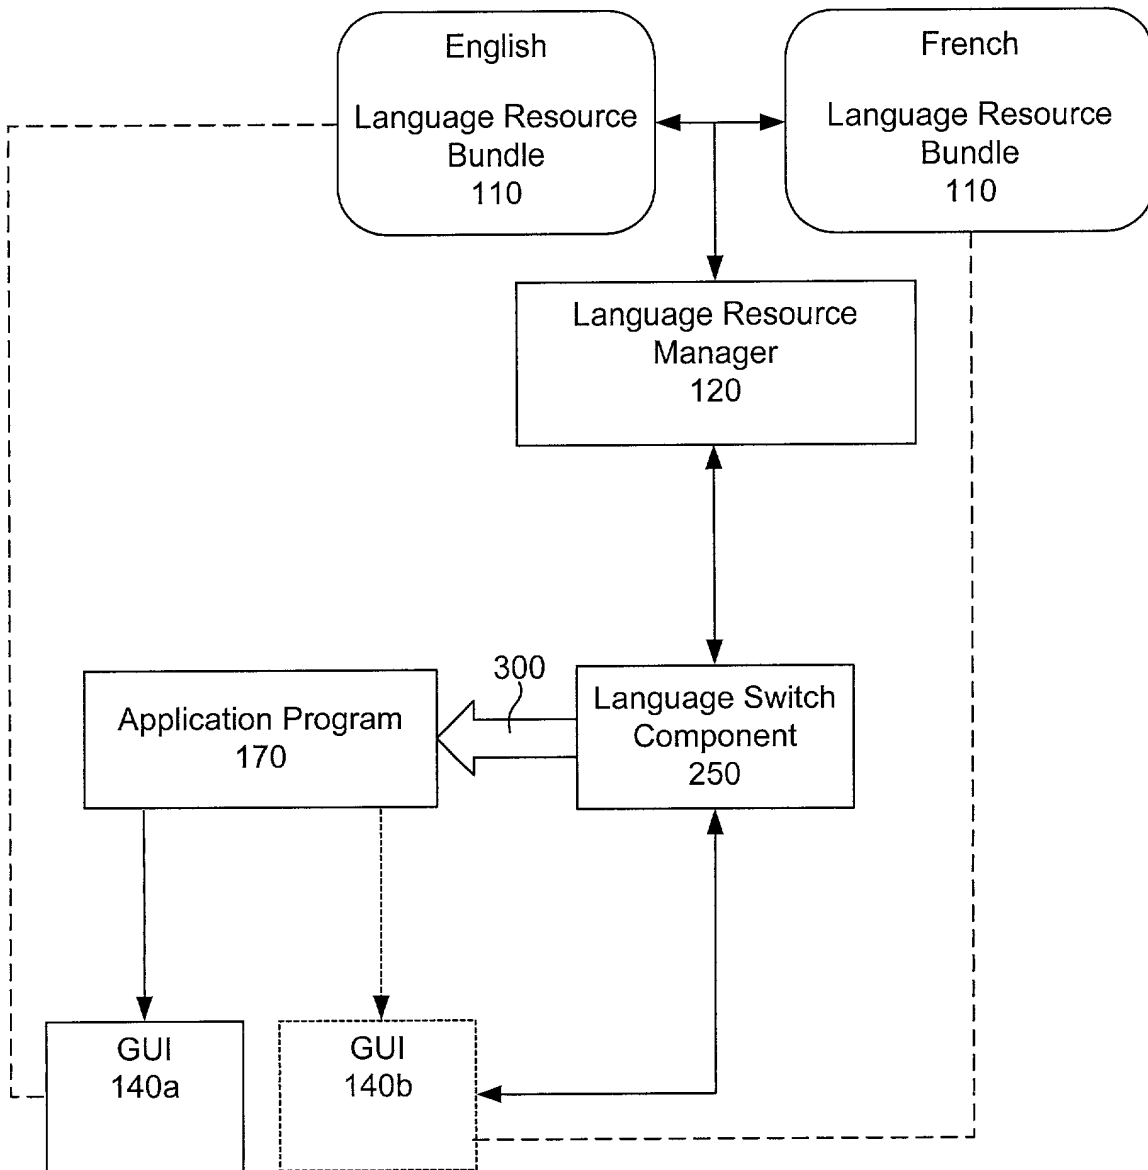 English
Language Resource
Bundle
110
French
Language Resource
Bundle
110
Language Resource
Manager
120
300
Application Program
170
Language Switch
Component
250
GUI
140a
GUI
140b